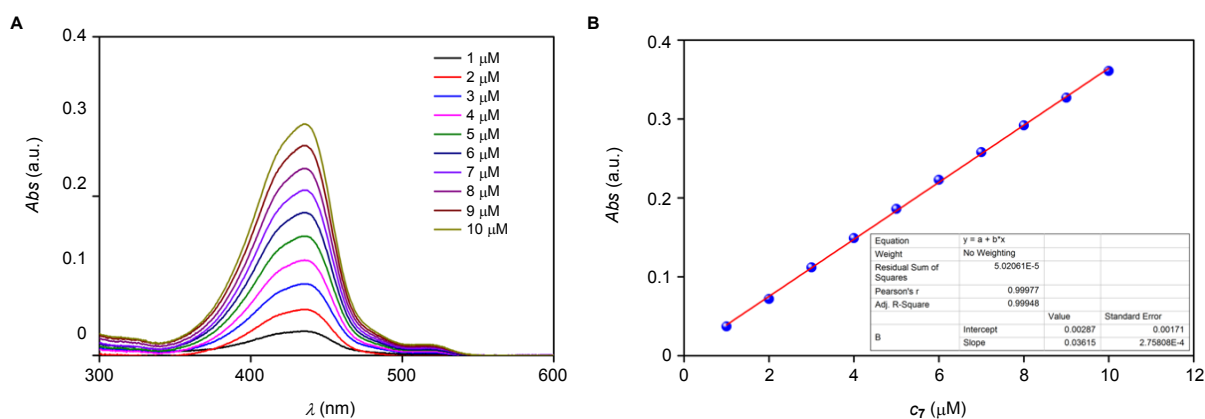 A
0.4
0.3
0.2
0.1
0
300
400
500
600
Abs (a.u.)
λ (nm)
1 μM
2 μM
3 μM
4 μM
5 μM
6 μM
7 μM
8 μM
9 μM
10 μM
B
0.4
0.3
0.2
0.1
0
0
2
4
6
8
10
12
Abs (a.u.)
c7 (μM)
Equation y = a + b*x
Weight No Weighting
Residual Sum of 5.02061E-5
Squares
Pearson's r 0.99977
Adj. R-Square 0.99948
Value Standard Error
B Intercept 0.00287 0.00171
Slope 0.03615 2.75808E-4